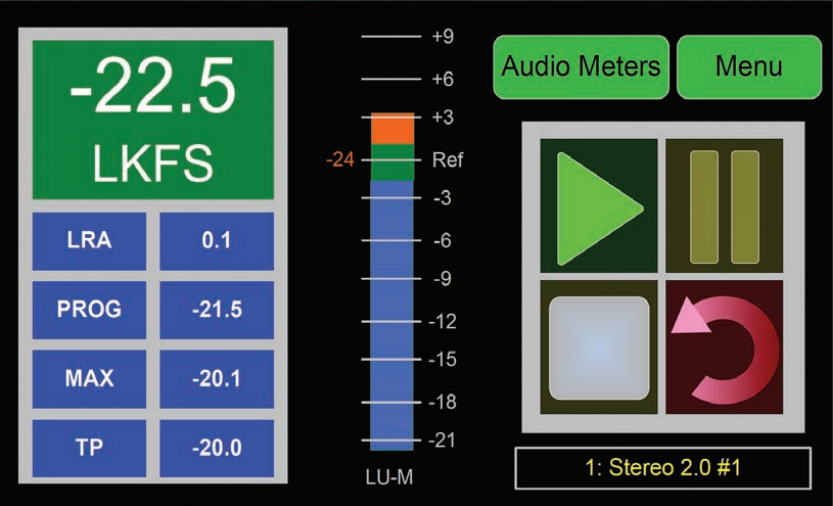 -22.5
LKFS
LRA 0.1
PROG -21.5
MAX -20.1
TP -20.0
+9
+6
+3
-24 Ref
-3
-6
-9
-12
-15
-18
-21
LU-M
Audio Meters Menu
1: Stereo 2.0 #1